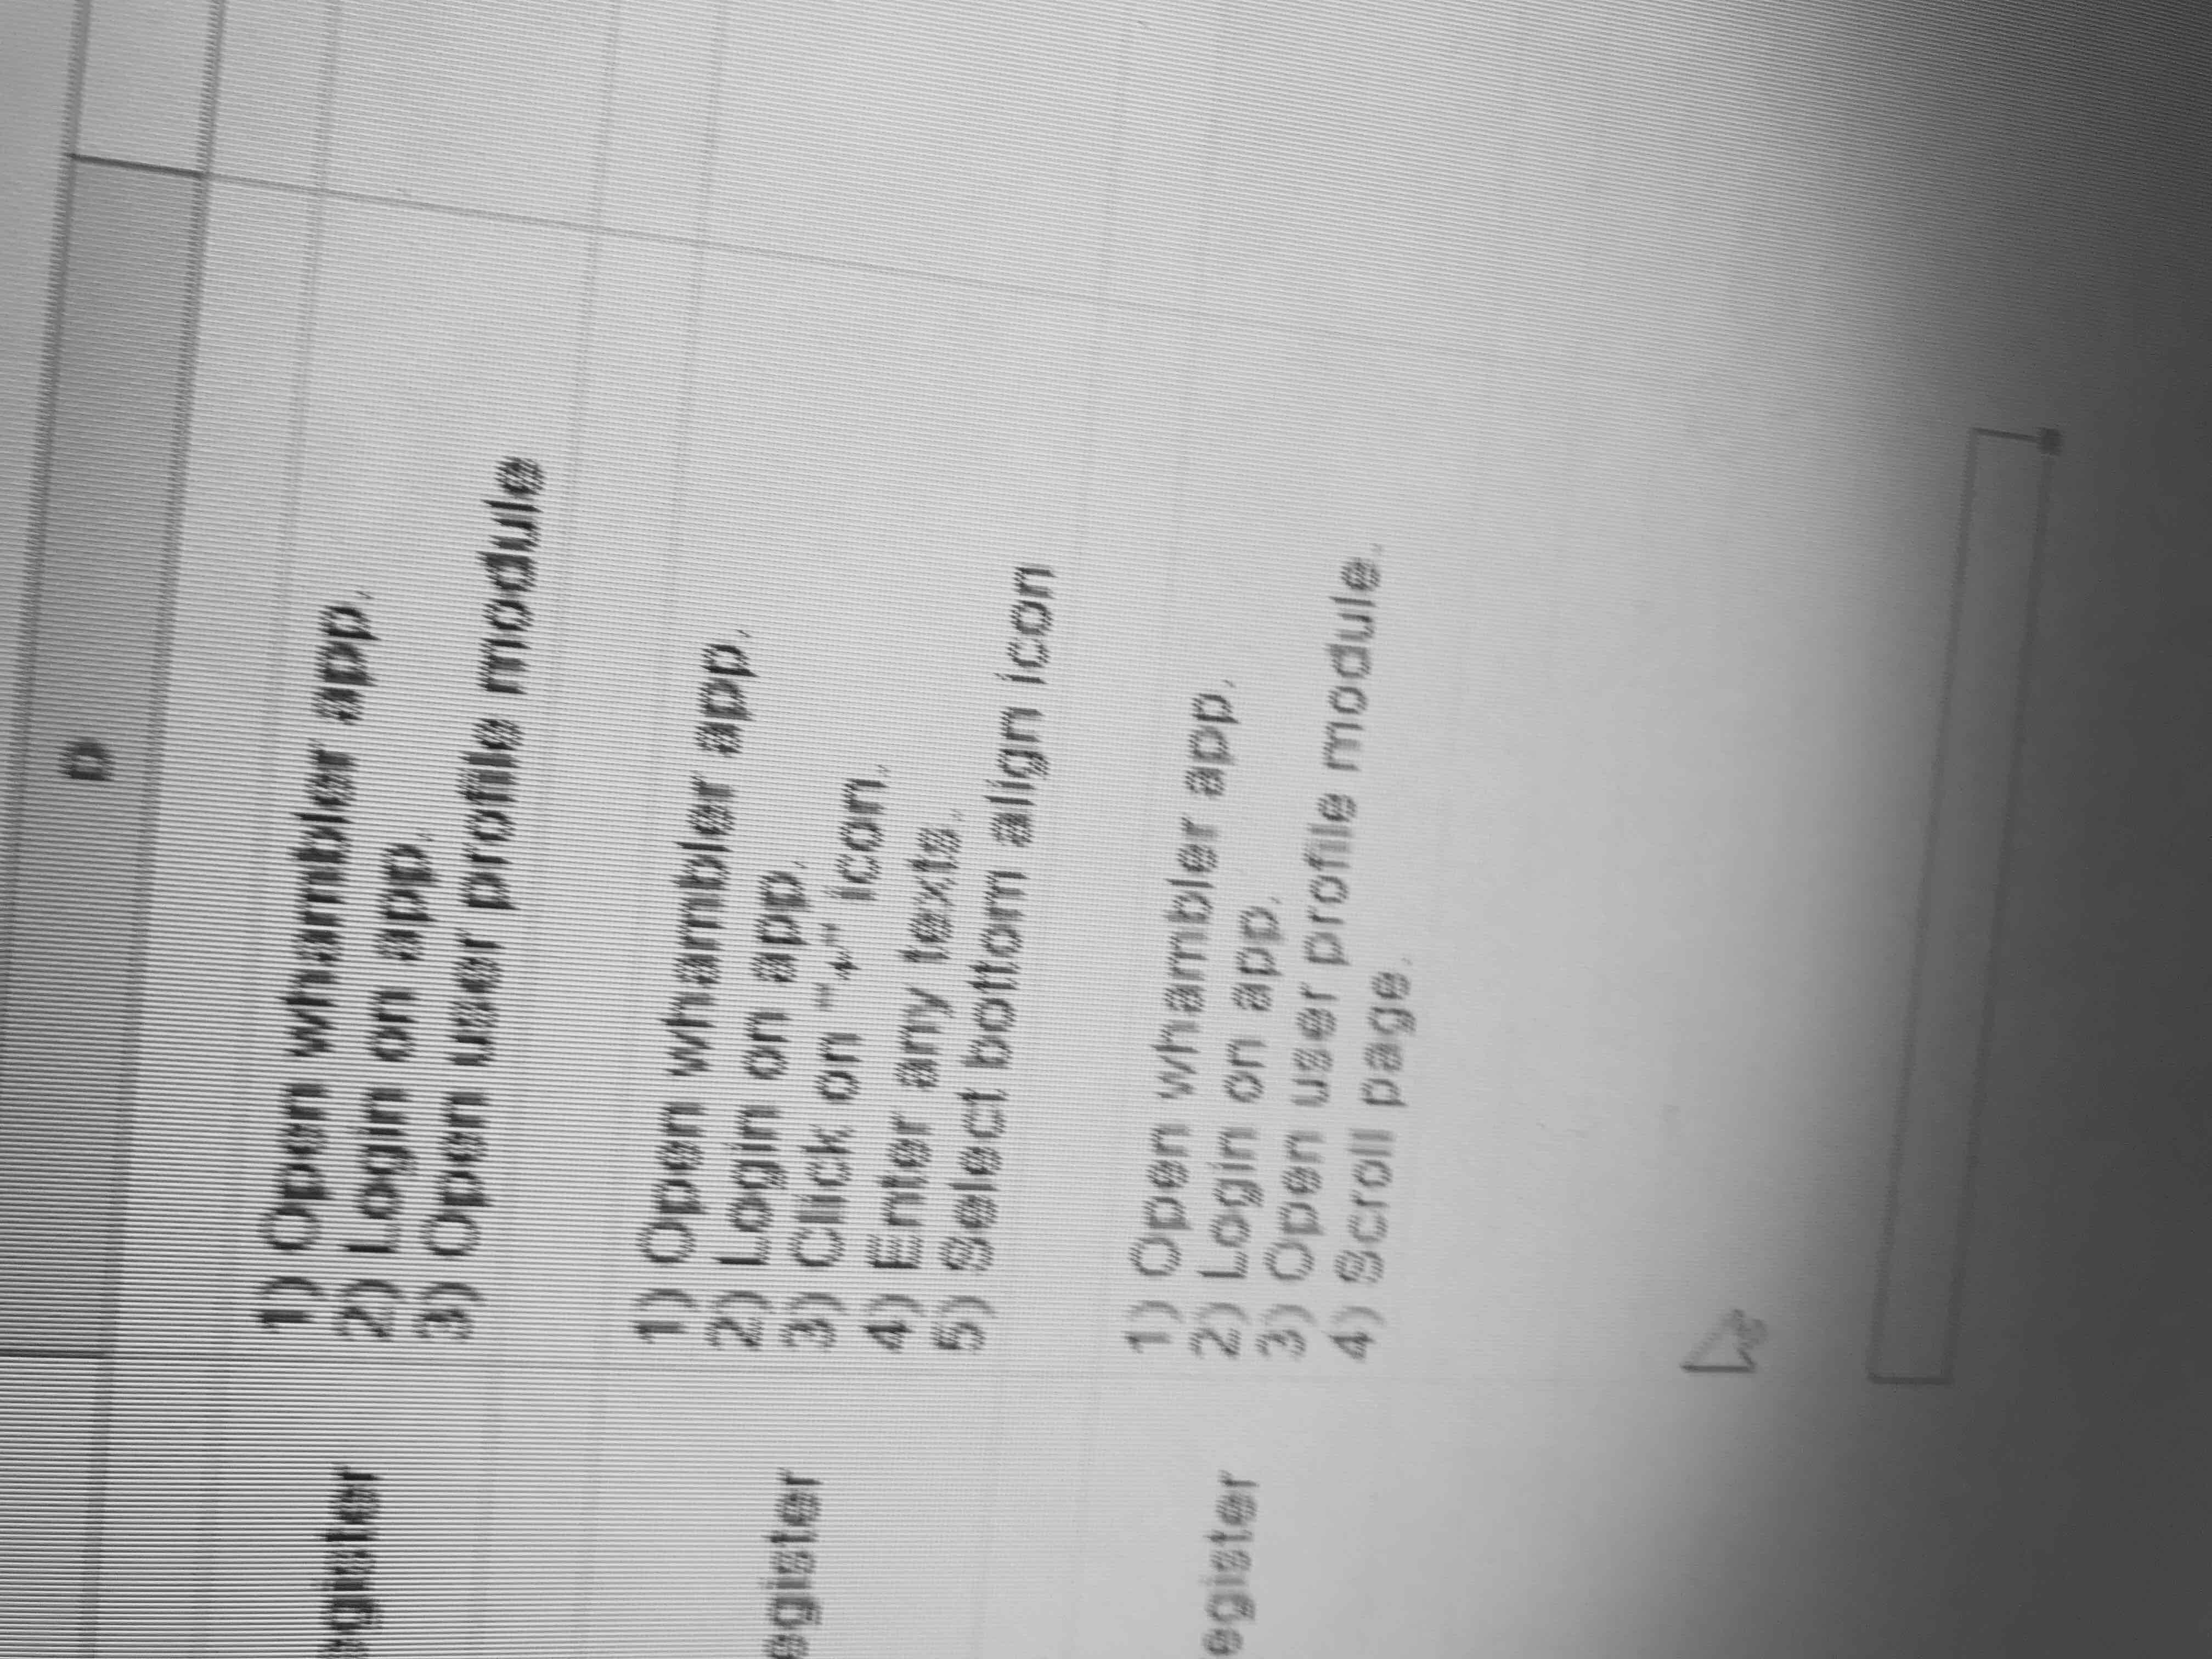 D
egister
1) Open whambler app.
2) Login on app.
3) Open user profile module
egister
1) Open whambler app.
2) Login on app.
3) Click on "+" icon.
4) Enter any texts.
5) Select bottom align icon
egister
1) Open whambler app.
2) Login on app.
3) Open user profile module.
4) Scroll page.